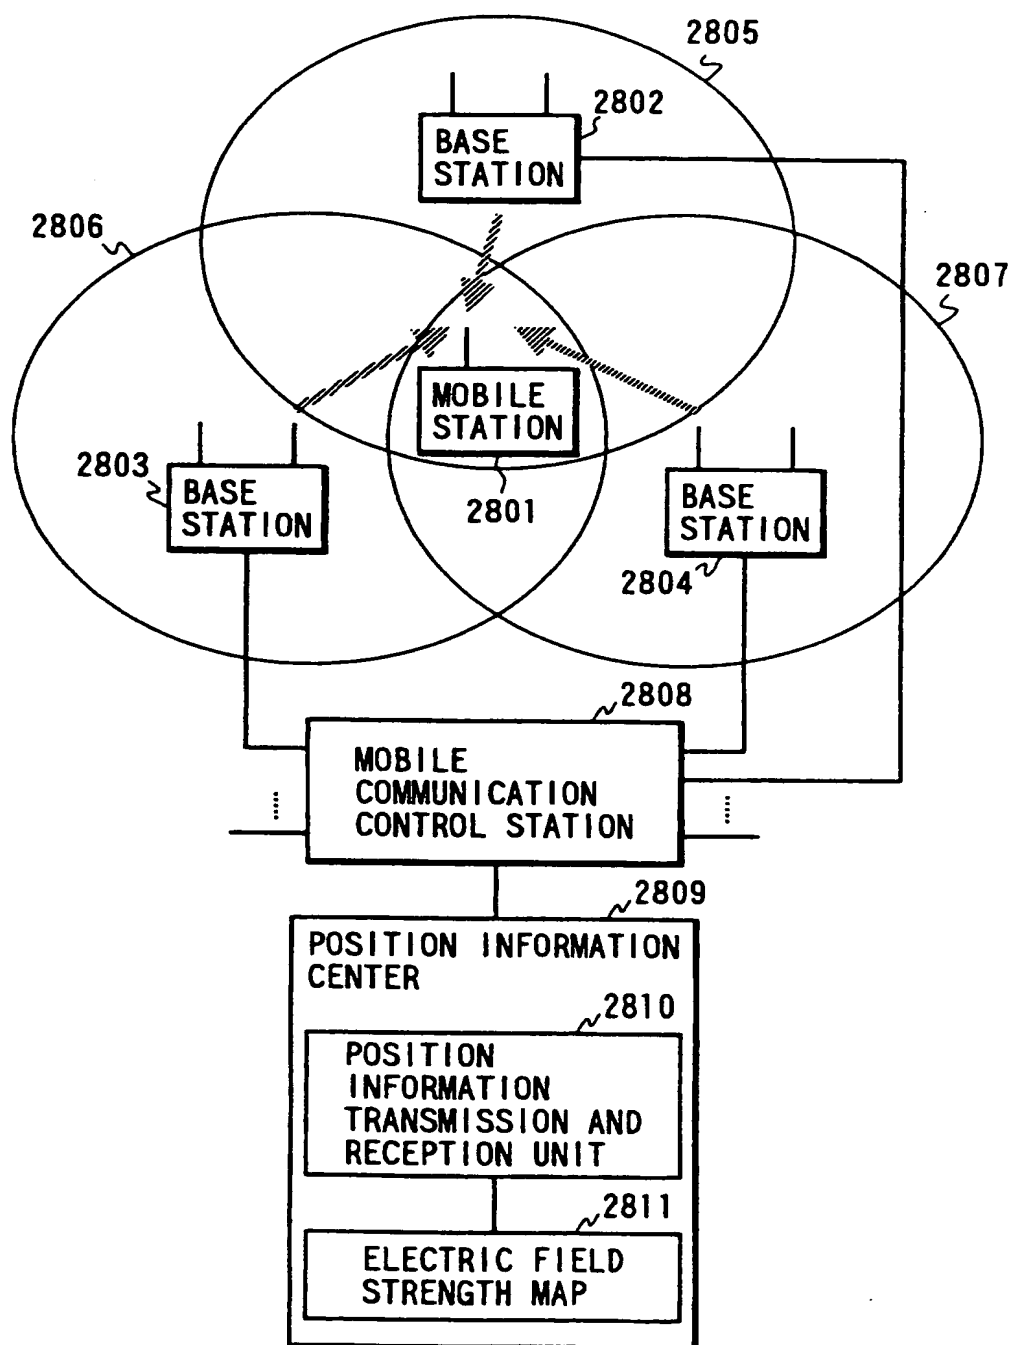 2805
2802
BASE
STATION
2806
2807
MOBILE
STATION
2803
BASE
STATION
2801
BASE
STATION
2804
2808
MOBILE
COMMUNICATION
CONTROL STATION
2809
POSITION INFORMATION
CENTER
2810
POSITION
INFORMATION
TRANSMISSION AND
RECEPTION UNIT
2811
ELECTRIC FIELD
STRENGTH MAP